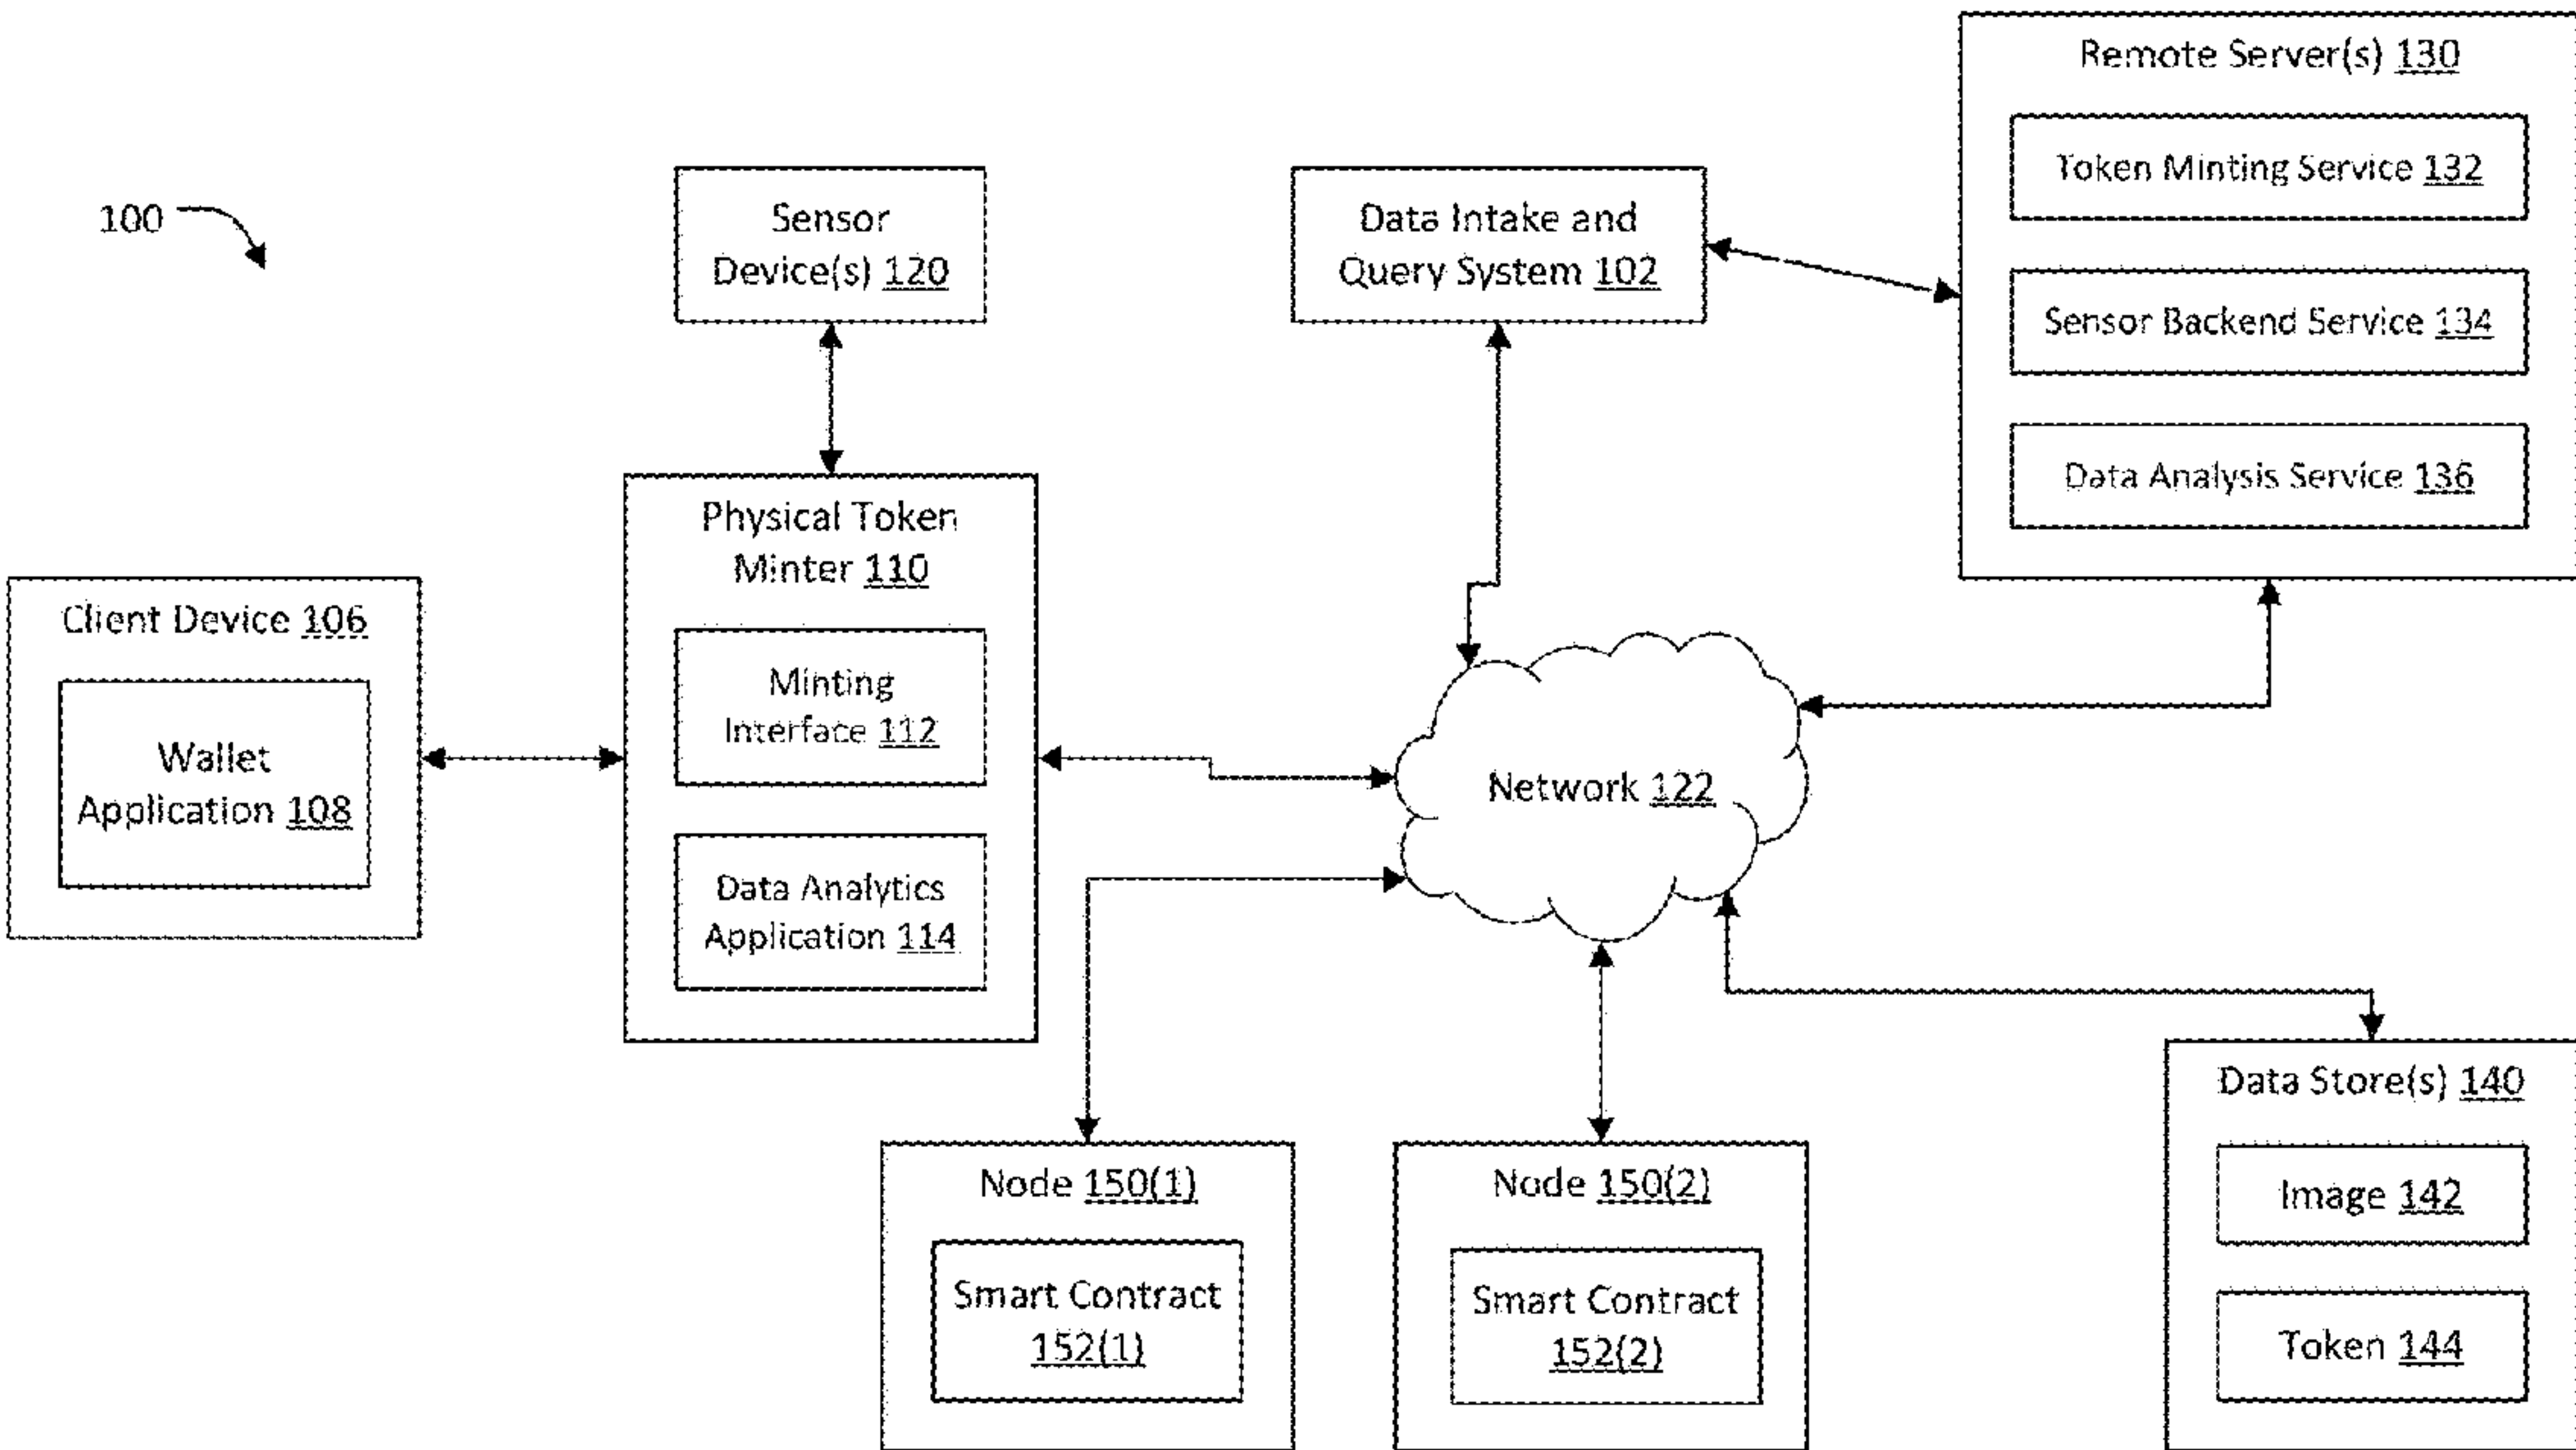 100
Sensor
Device(s) 120
Data Intake and
Query System 102
Remote Server(s) 130
Token Minting Service 132
Sensor Backend Service 134
Data Analysis Service 136
Client Device 106
Wallet
Application 108
Physical Token
Minter 110
Minting
Interface 112
Data Analytics
Application 114
Network 122
Node 150(1)
Smart Contract
152(1)
Node 150(2)
Smart Contract
152(2)
Data Store(s) 140
Image 142
Token 144